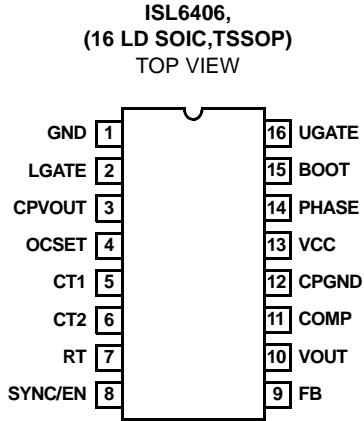 ISL6406,
(16 LD SOIC,TSSOP)
TOP VIEW
GND 1 16 UGATE
LGATE 2 15 BOOT
CPVOUT 3 14 PHASE
OCSET 4 13 VCC
CT1 5 12 CPGND
CT2 6 11 COMP
RT 7 10 VOUT
SYNC/EN 8 9 FB